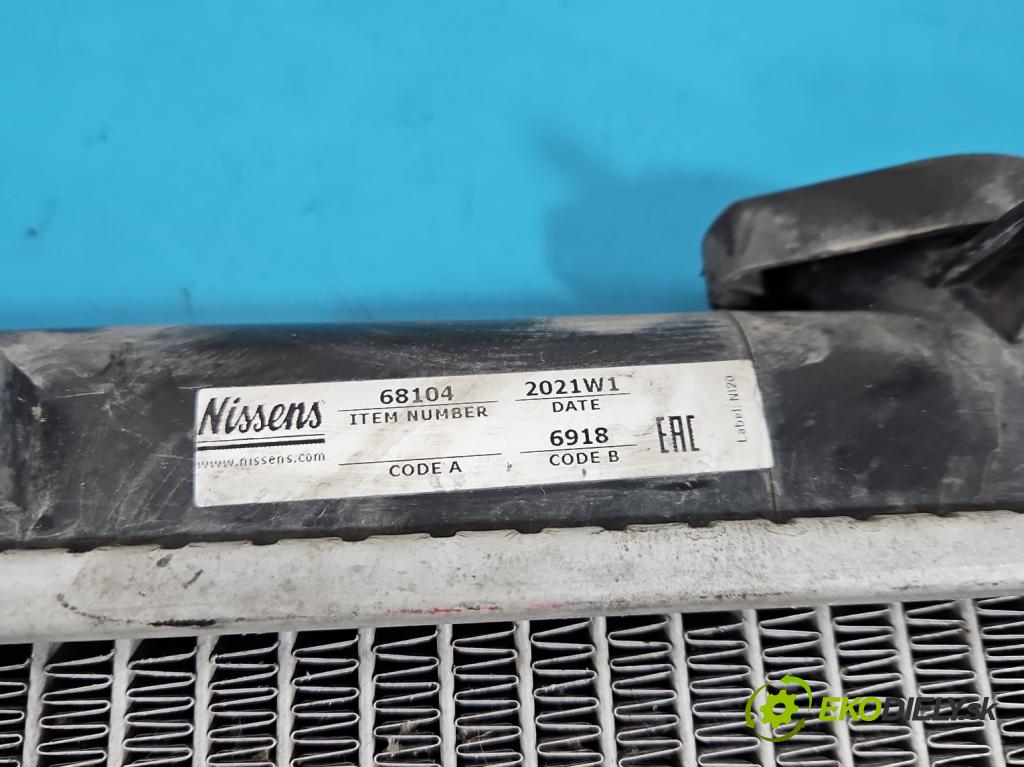 Nissens
www.nissens.com
68104
ITEM NUMBER
CODE A
2021W1
DATE
6918
CODE B
EAC
Label: NI20
EKODIELY.sk